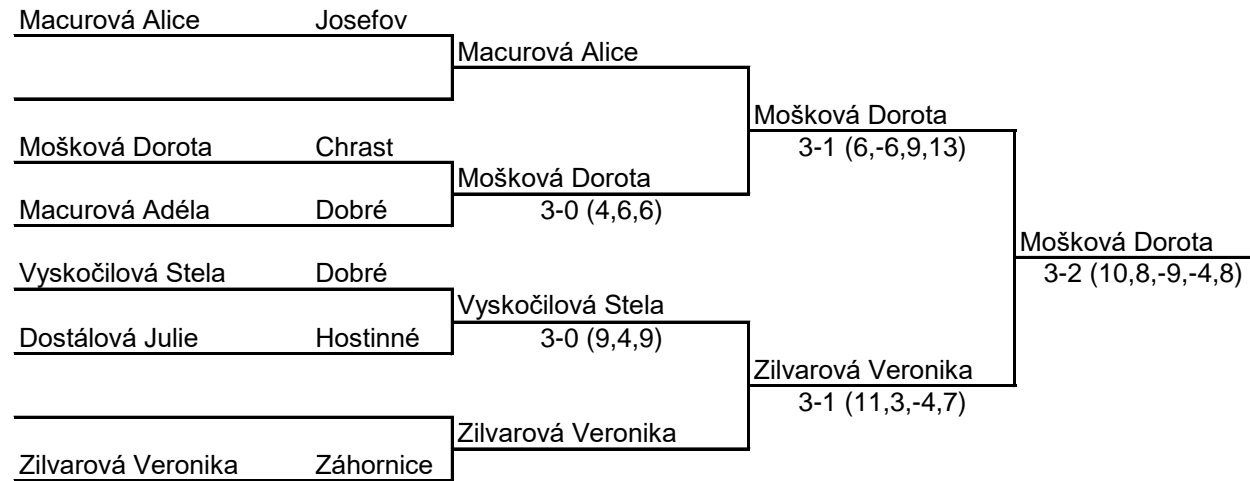 Macurová Alice Josefov
Macurová Alice
Mošková Dorota
3-1 (6,-6,9,13)
Mošková Dorota Chrast
Mošková Dorota
3-0 (4,6,6)
Macurová Adéla Dobré
Mošková Dorota
3-2 (10,8,-9,-4,8)
Vyskočilová Stela Dobré
Vyskočilová Stela
3-0 (9,4,9)
Dostálová Julie Hostinné
Zilvarová Veronika
3-1 (11,3,-4,7)
Zilvarová Veronika
Zilvarová Veronika Záhornice